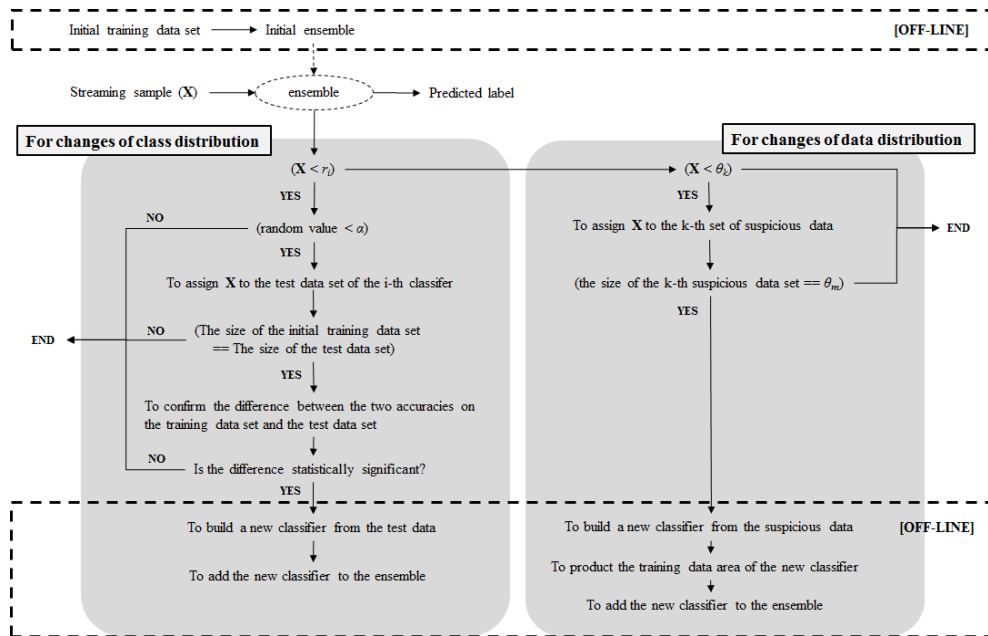 Initial training data set
Initial ensemble
[OFF-LINE]
Streaming sample (X)
ensemble
Predicted label
For changes of class distribution
(X < rᵢ)
YES
NO
(random value < α)
YES
To assign X to the test data set of the i-th classifer
END
NO
(The size of the initial training data set
== The size of the test data set)
YES
To confirm the difference between the two accuracies on
the training data set and the test data set
NO
Is the difference statistically significant?
YES
To build a new classifier from the test data
To add the new classifier to the ensemble
For changes of data distribution
(X < θₖ)
YES
To assign X to the k-th set of suspicious data
END
(the size of the k-th suspicious data set == θₘ)
YES
To build a new classifier from the suspicious data
[OFF-LINE]
To product the training data area of the new classifier
To add the new classifier to the ensemble